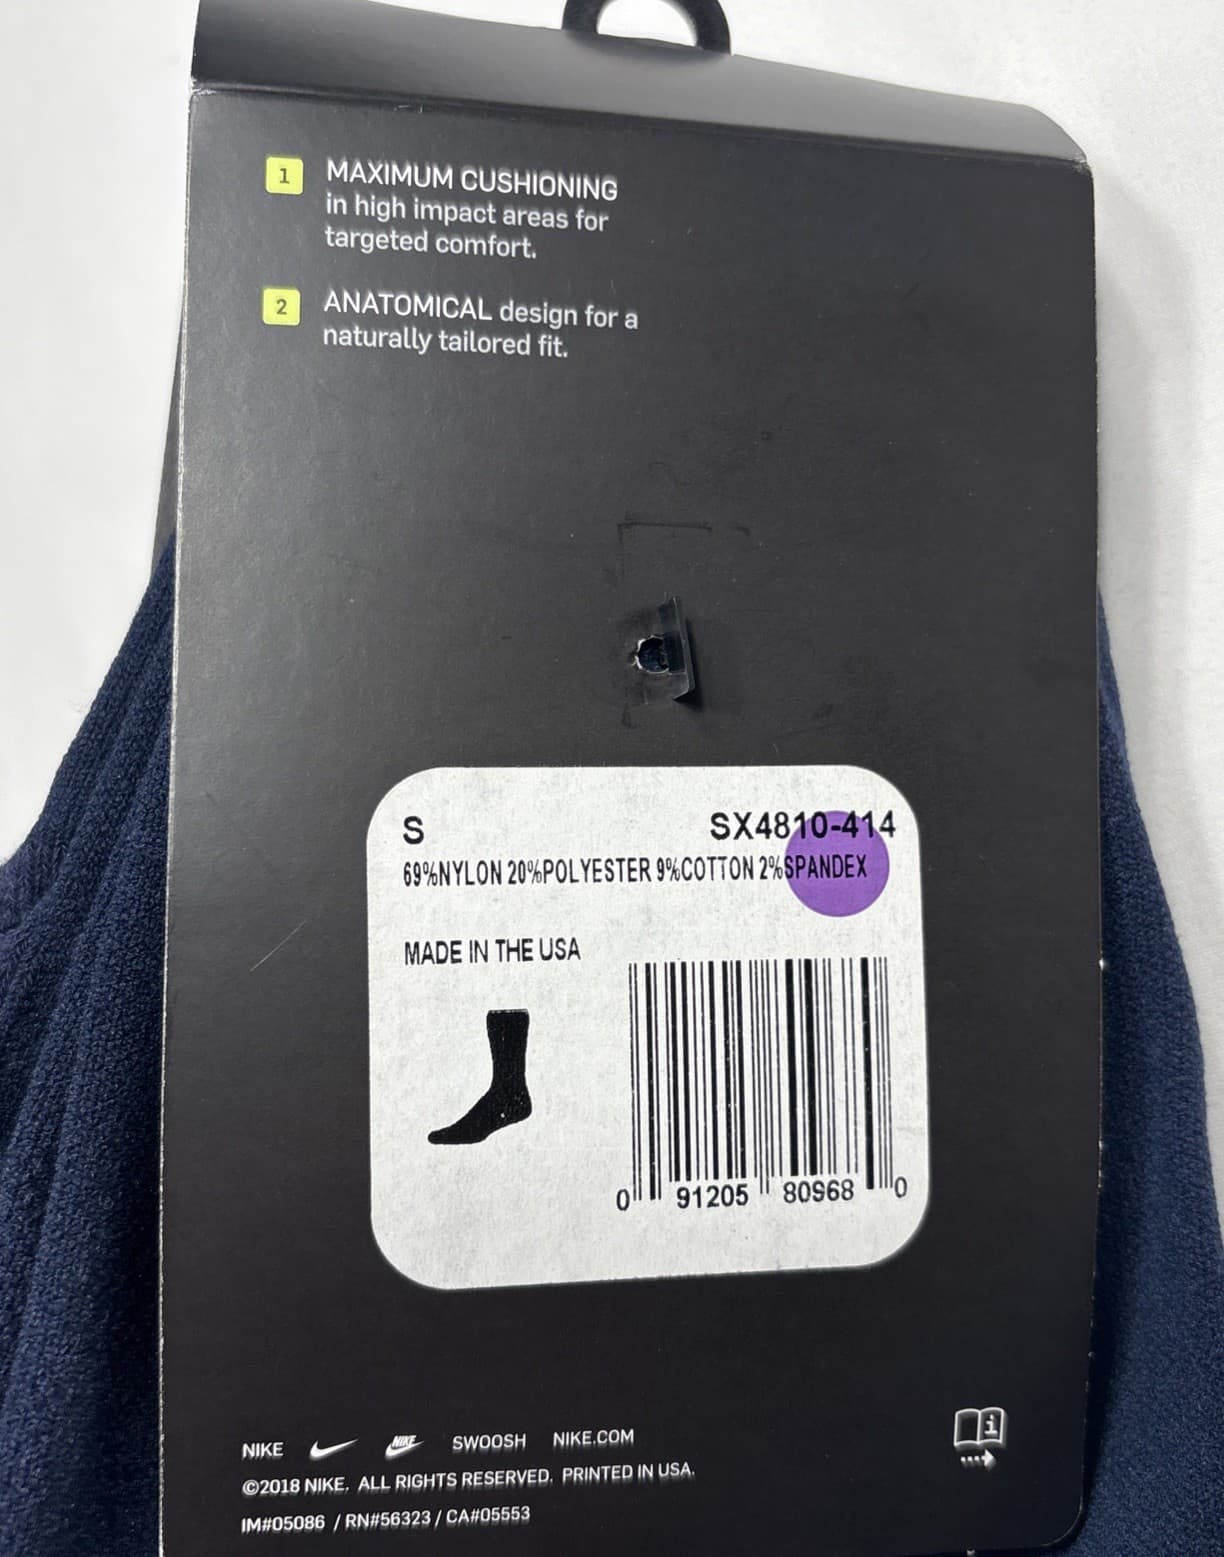 1 MAXIMUM CUSHIONING
in high impact areas for
targeted comfort.
2 ANATOMICAL design for a
naturally tailored fit.
S SX4810-414
69%NYLON 20%POLYESTER 9%COTTON 2%SPANDEX
MADE IN THE USA
0 91205 80968 0
i
NIKE NIKE SWOOSH NIKE.COM
©2018 NIKE. ALL RIGHTS RESERVED. PRINTED IN USA.
IM#05086 / RN#56323 / CA#05553